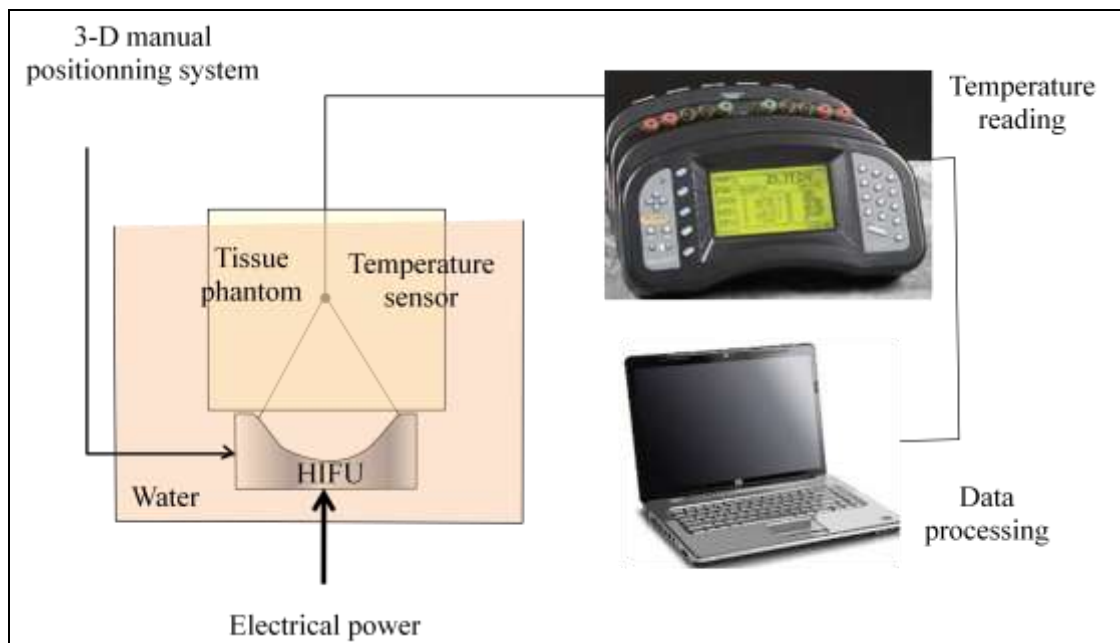 3-D manual
positionning system
Temperature
reading
Tissue
phantom
Temperature
sensor
HIFU
Water
Data
processing
Electrical power